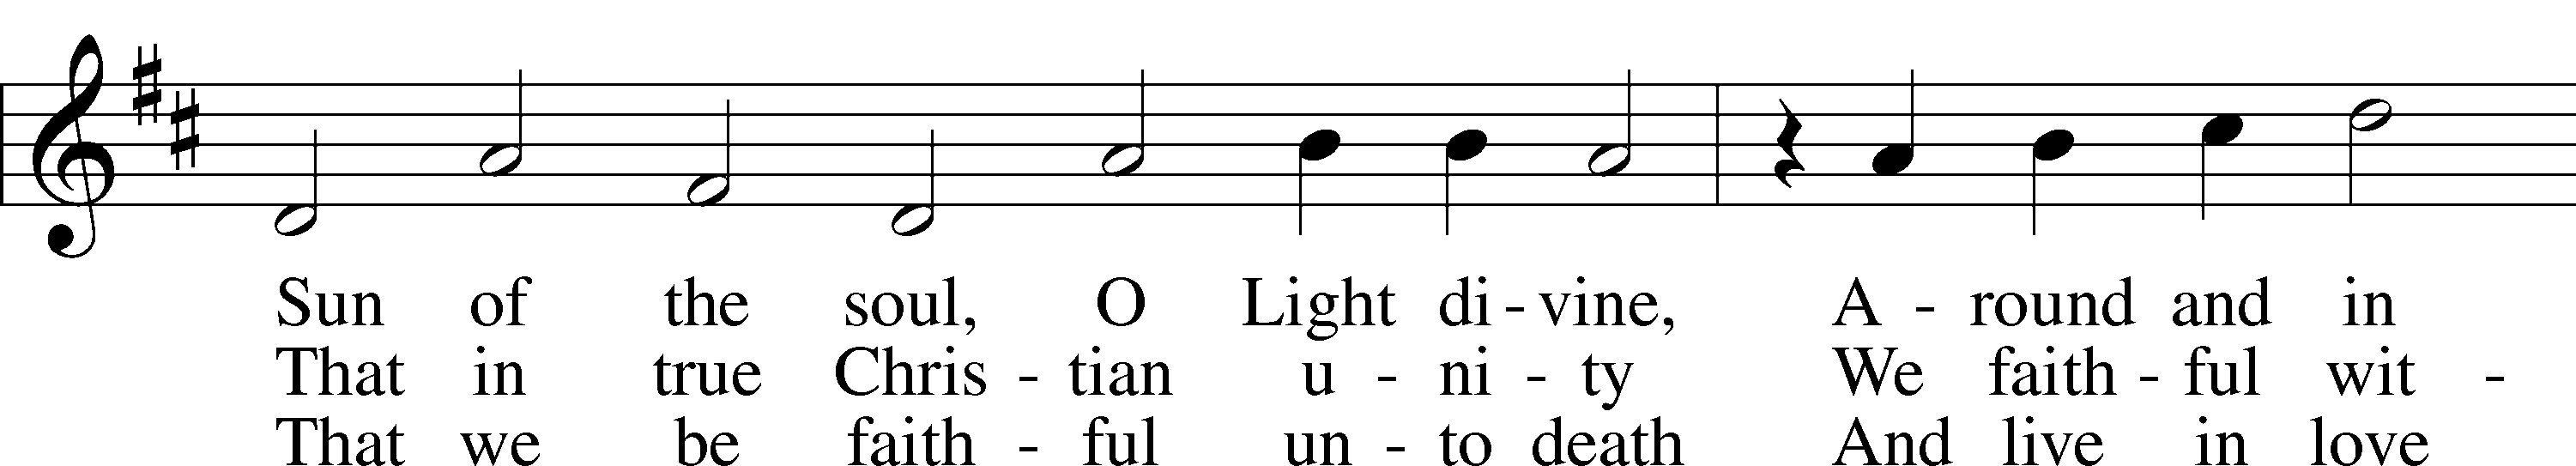 Sun of the soul, O Light di - vine, A - round and in
That in true Chris - tian u - ni - ty We faith - ful wit -
That we be faith - ful un - to death And live in love